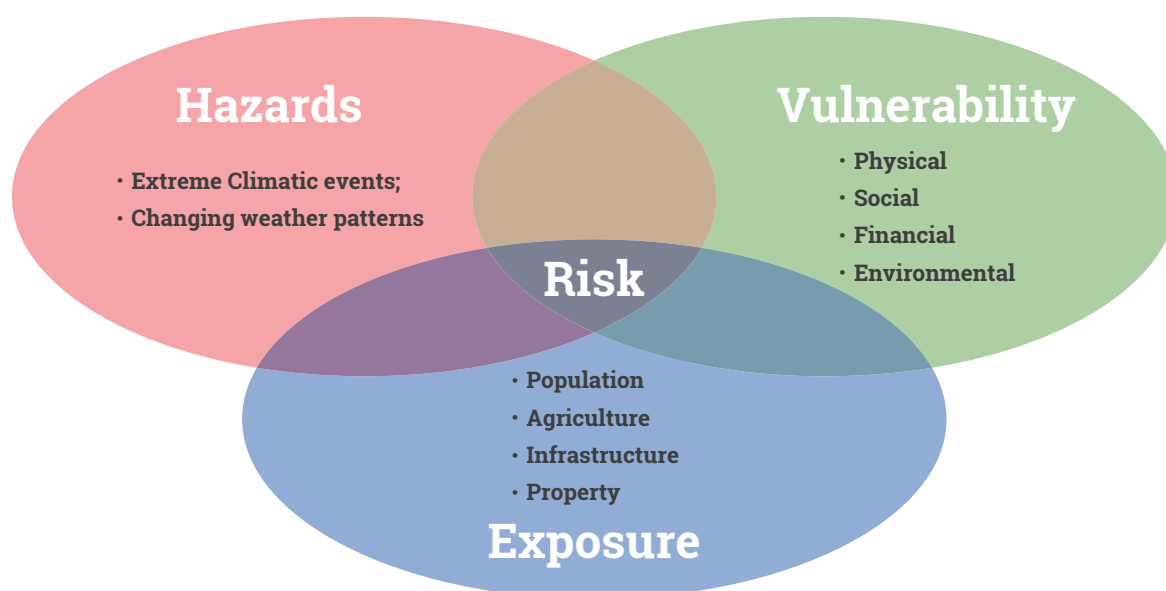 Hazards
• Extreme Climatic events;
• Changing weather patterns
Vulnerability
• Physical
• Social
• Financial
• Environmental
Risk
• Population
• Agriculture
• Infrastructure
• Property
Exposure